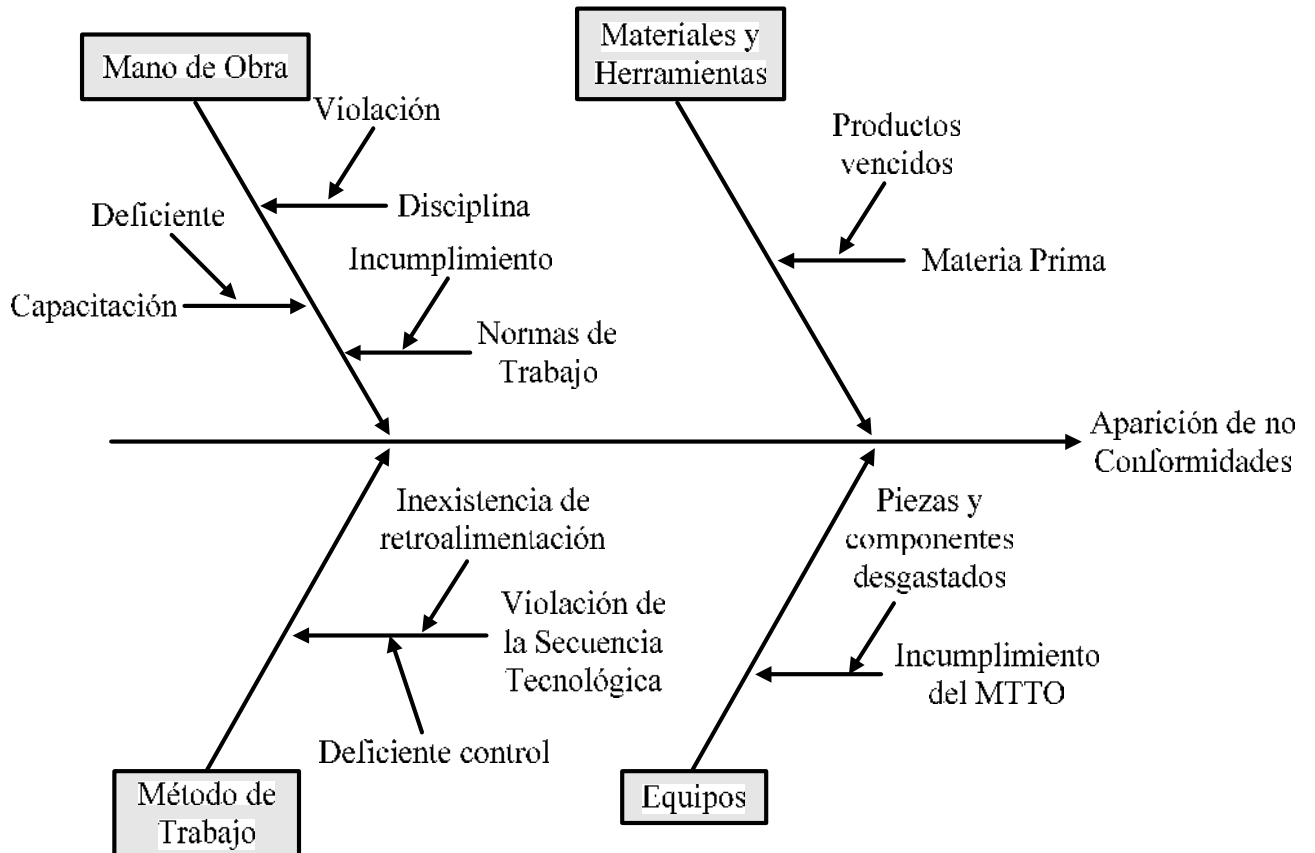 Mano de Obra
Materiales y
Herramientas
Violación
Productos
vencidos
Deficiente
Disciplina
Incumplimiento
Materia Prima
Capacitación
Normas de
Trabajo
Aparición de no
Conformidades
Inexistencia de
retroalimentación
Piezas y
componentes
desgastados
Violación de
la Secuencia
Tecnológica
Incumplimiento
del MTTO
Deficiente control
Método de
Trabajo
Equipos